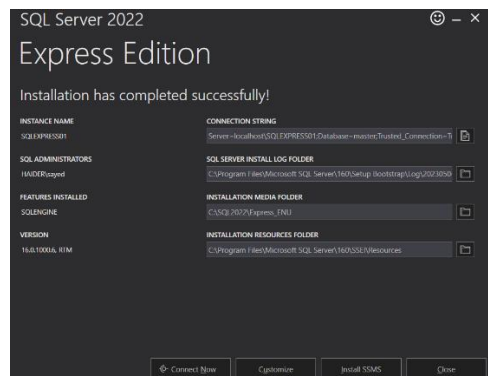 SQL Server 2022
Express Edition
Installation has completed successfully!
INSTANCE NAME
SQLEXPRESS01
CONNECTION STRING
Server=localhost\SQLEXPRESS01;Database=master;Trusted_Connection=T
SQL ADMINISTRATORS
HAIDER\sayed
SQL SERVER INSTALL LOG FOLDER
C:\Program Files\Microsoft SQL Server\160\Setup Bootstrap\Log\2023050
FEATURES INSTALLED
SQLENGINE
INSTALLATION MEDIA FOLDER
C:\SQL2022\Express_ENU
VERSION
16.0.1000.6, RTM
INSTALLATION RESOURCES FOLDER
C:\Program Files\Microsoft SQL Server\160\SSEI\Resources
Connect Now
Customize
Install SSMS
Close